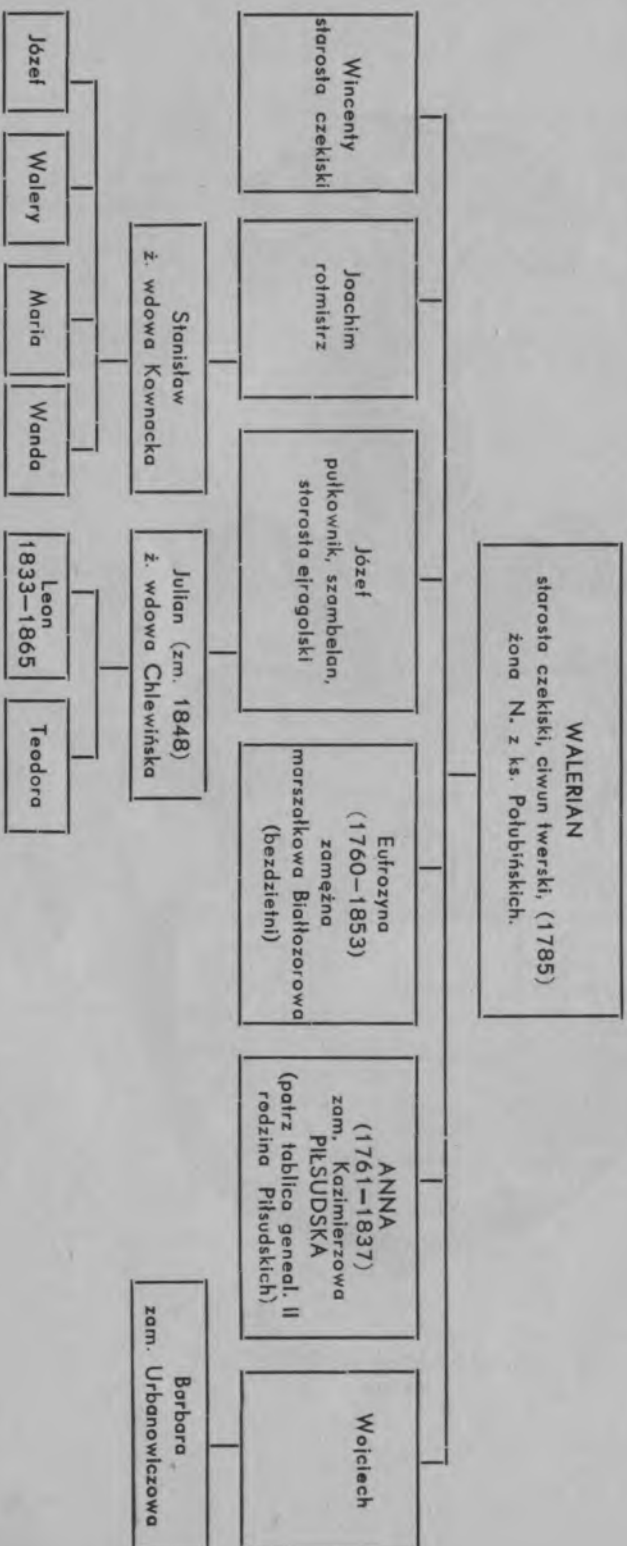 WALERIAN
starosta czekiski, ciwun twerski, (1785)
żona N. z ks. Połubińskich.
Wincenty
starosta czekiski
Joachim
rotmistrz
Józef
pułkownik, szambelan,
starosta ejragolski
Eufrozyna
(1760—1853)
zamężna
marszałkowa Białłozorowa
(bezdzietni)
ANNA
(1761—1837)
zam. Kazimierzowa
PIŁSUDSKA
(patrz tablica geneal. II
rodzina Piłsudskich)
Wojciech
Stanisław
ż. wdowa Kownacka
Julian (zm. 1848)
ż. wdowa Chlewińska
Barbara
zam. Urbanowiczowa
Józef
Walery
Maria
Wanda
Leon
1833—1865
Teodora